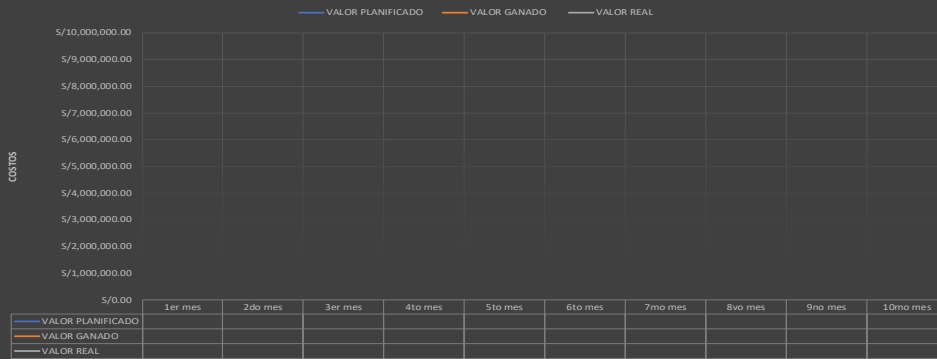 VALOR PLANIFICADO VALOR GANADO VALOR REAL
S/10,000,000.00
S/9,000,000.00
S/8,000,000.00
S/7,000,000.00
S/6,000,000.00
S/5,000,000.00
S/4,000,000.00
S/3,000,000.00
S/2,000,000.00
S/1,000,000.00
S/0.00
COSTOS
1er mes 2do mes 3er mes 4to mes 5to mes 6to mes 7mo mes 8vo mes 9no mes 10mo mes
VALOR PLANIFICADO
VALOR GANADO
VALOR REAL